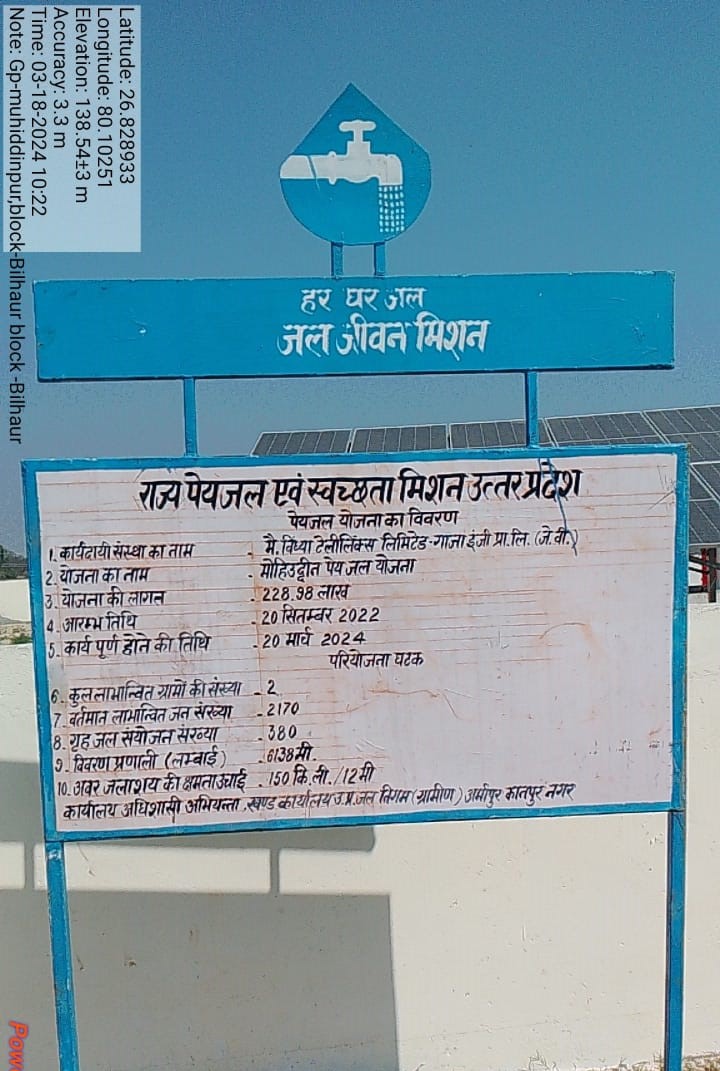 Latitude: 26.828933
Longitude: 80.10251
Elevation: 138.54±3 m
Accuracy: 3.3 m
Time: 03-18-2024 10:22
Note: Gp-muhiddinpur,block-Bilhaur block -Bilhaur
हर घर जल
जल जीवन मिशन
राज्य पेयजल एवं स्वच्छता मिशन उत्तर प्रदेश
पेयजल योजना का विवरण
1. कार्यदायी संस्था का नाम - मै. विंध्या टेलीलिंक्स लिमिटेड-गाजा इंजी प्रा.लि. (जे.वी.)
2. योजना का नाम - मोहिउद्दीन पेयजल योजना
3. योजना की लागत - 228.98 लाख
4. आरम्भ तिथि - 20 सितम्बर 2022
5. कार्य पूर्ण होने की तिथि - 20 मार्च 2024
परियोजना घटक
6. कुल लाभान्वित ग्रामों की संख्या - 2
7. वर्तमान लाभान्वित जन संख्या - 2170
8. गृह जल संयोजन संख्या - 380
9. वितरण प्रणाली (लम्बाई) - 6138 मी.
10. अवर जलाशय की क्षमता उंचाई - 150 कि.ली./12मी
कार्यालय अधिशासी अभियन्ता, खण्ड कार्यालय उ.प्र.जल निगम (ग्रामीण) अर्मापुर कानपुर नगर
Pow